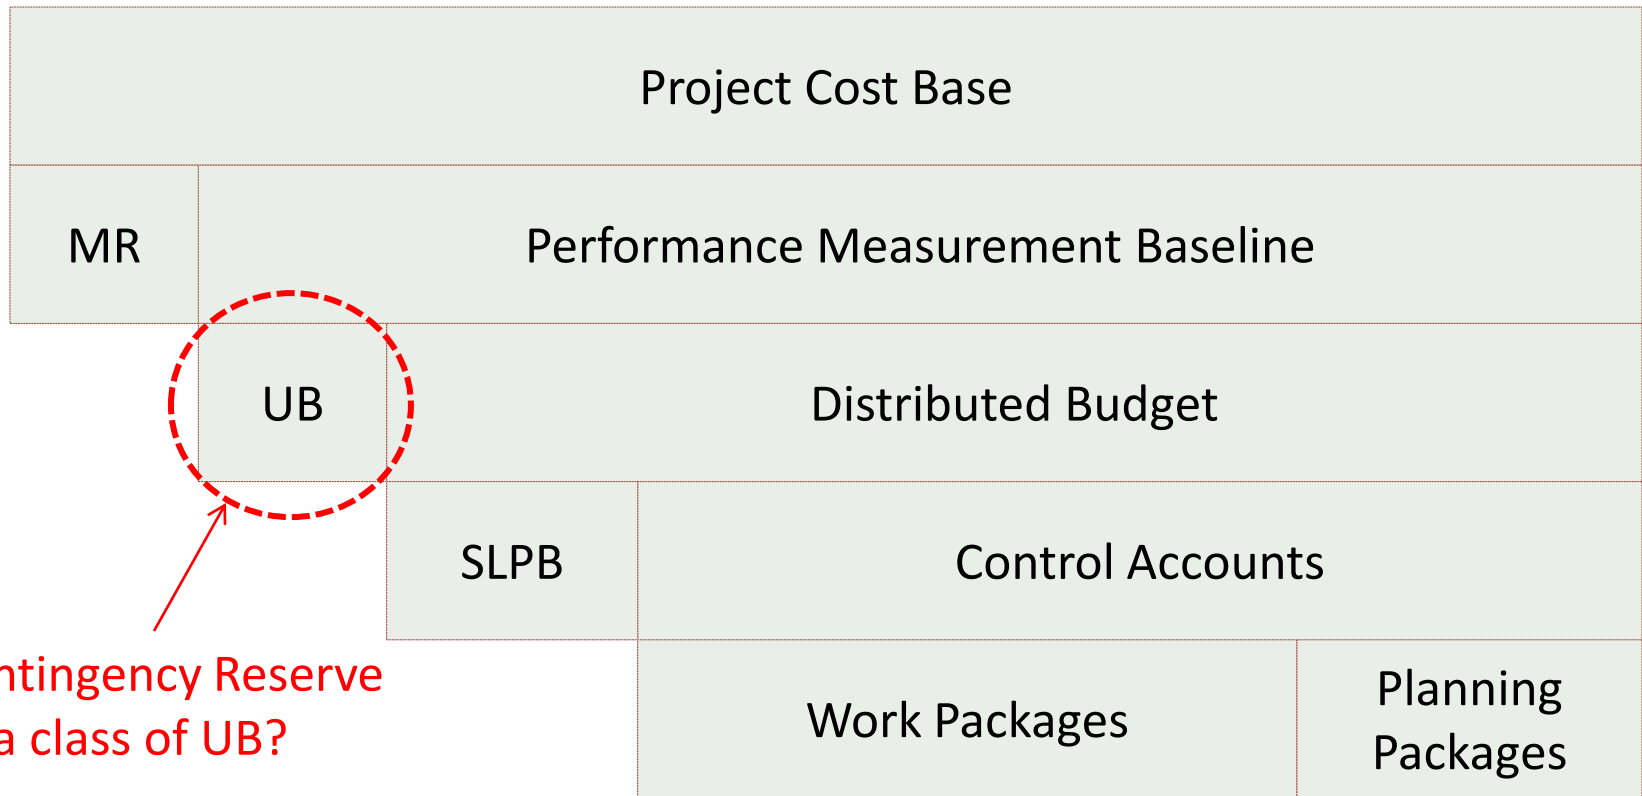 Project Cost Base
MR
Performance Measurement Baseline
UB
Distributed Budget
SLPB
Control Accounts
ntingency Reserve
a class of UB?
Work Packages
Planning
Packages